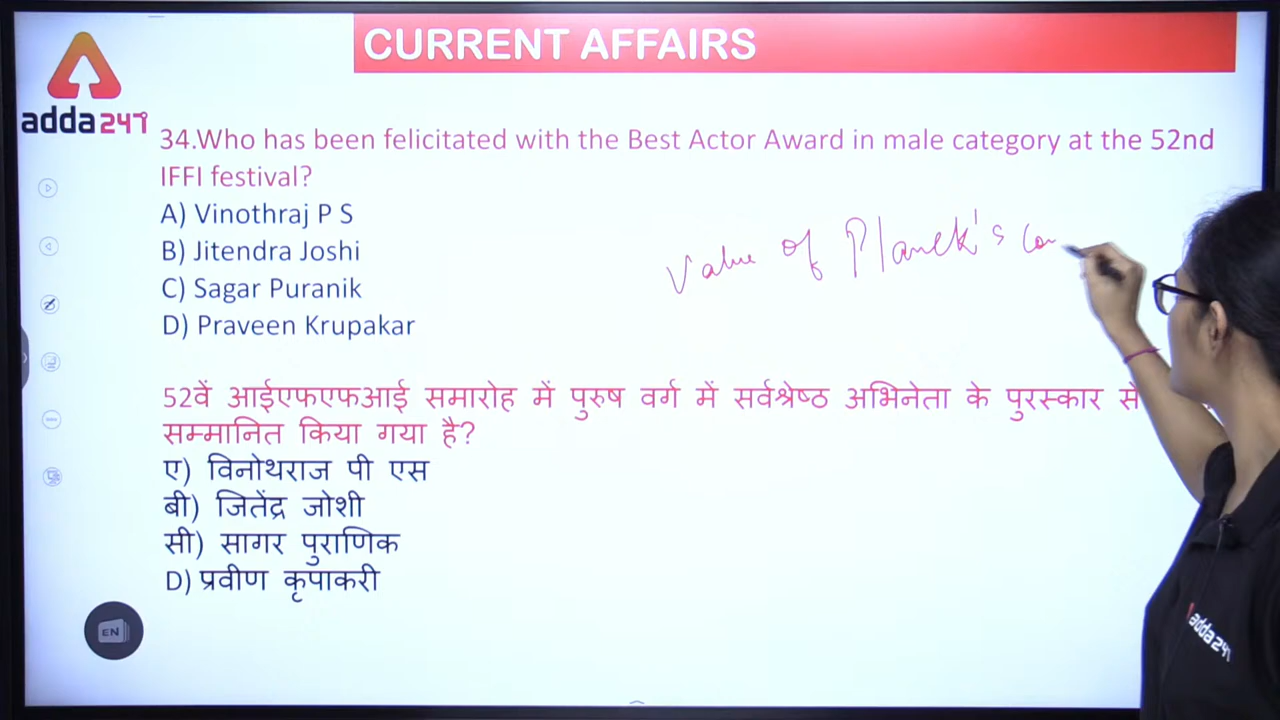 CURRENT AFFAIRS
adda247
34.Who has been felicitated with the Best Actor Award in male category at the 52nd
IFFI festival?
A) Vinothraj P S
B) Jitendra Joshi
C) Sagar Puranik
D) Praveen Krupakar
Value of Planck's con
52वें आईएफएफआई समारोह में पुरुष वर्ग में सर्वश्रेष्ठ अभिनेता के पुरस्कार से
सम्मानित किया गया है?
ए) विनोथराज पी एस
बी) जितेंद्र जोशी
सी) सागर पुराणिक
D) प्रवीण कृपाकरी
EN
adda247